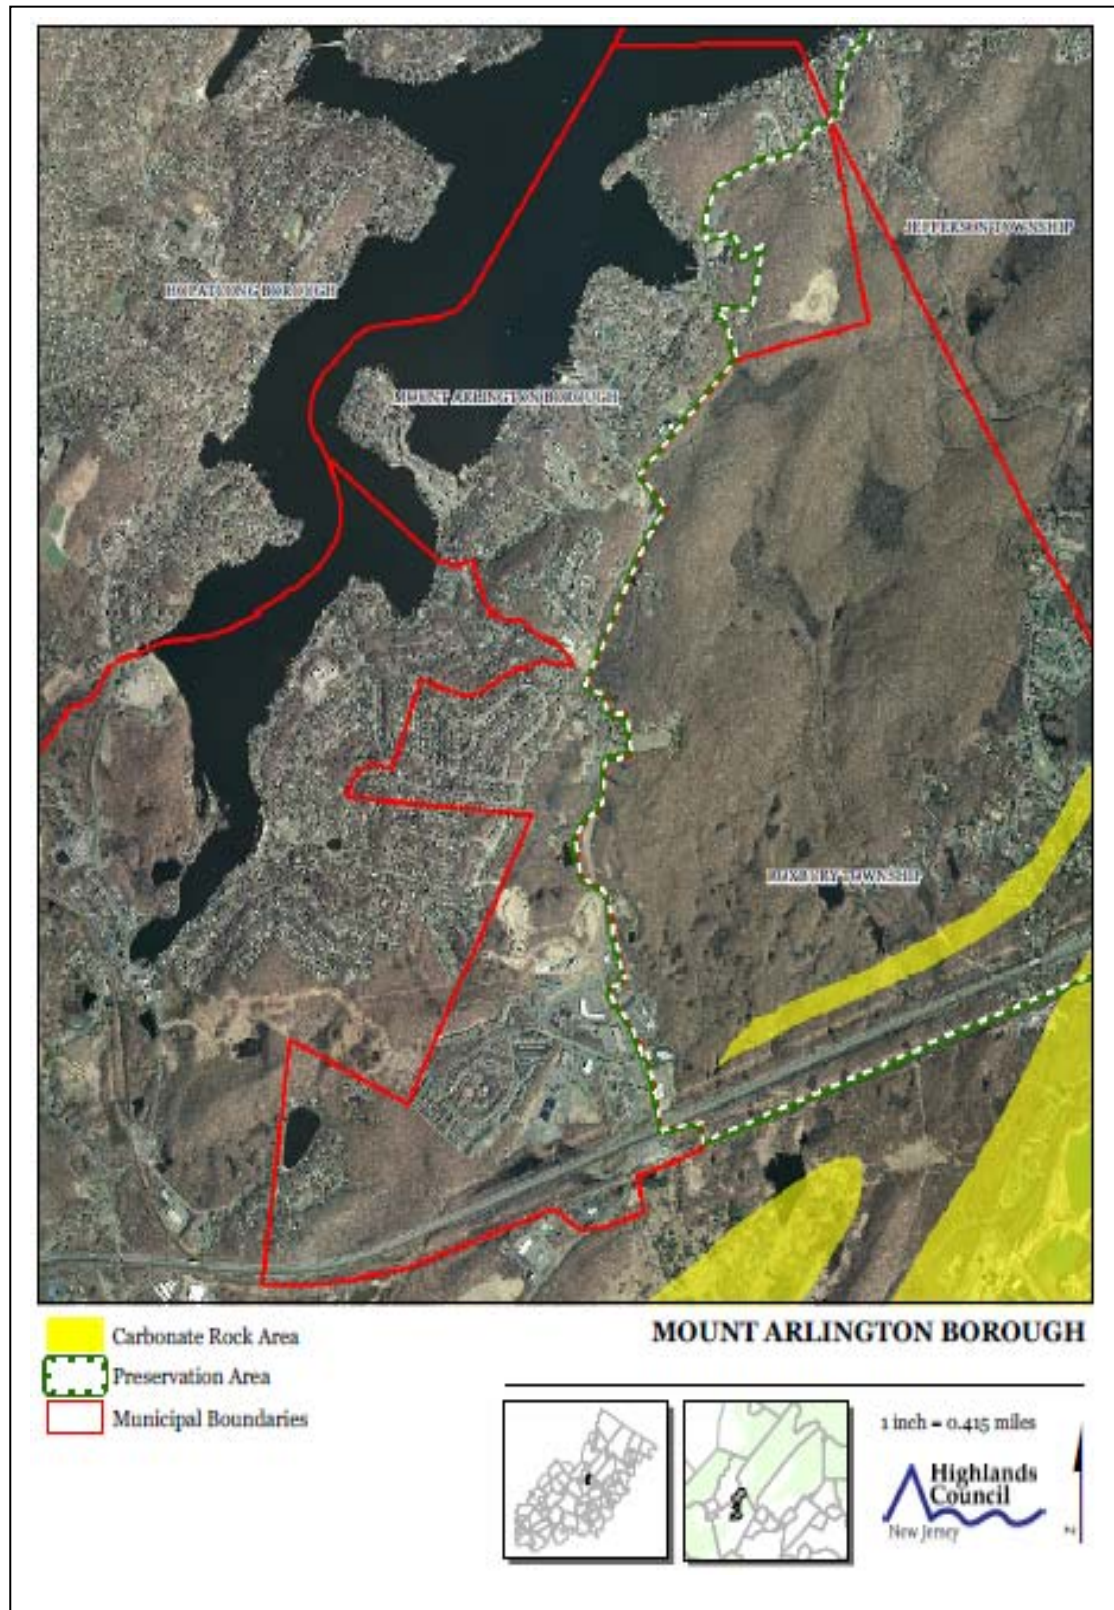 JEFFERSON TOWNSHIP
HOPATCONG BOROUGH
MOUNT ARLINGTON BOROUGH
ROXBURY TOWNSHIP
Carbonate Rock Area
Preservation Area
Municipal Boundaries
MOUNT ARLINGTON BOROUGH
1 inch = 0.415 miles
Highlands
Council
New Jersey
N